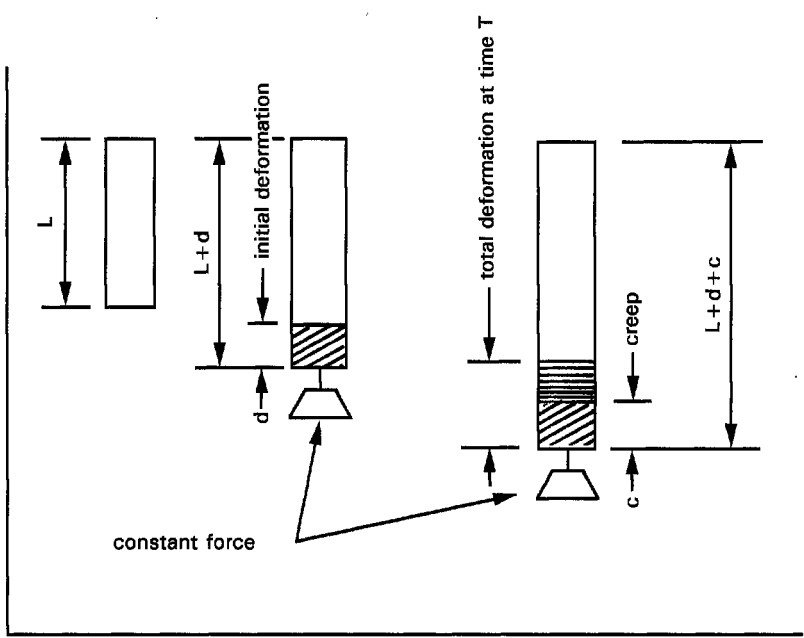 L
L+d
initial deformation
d
total deformation at time T
creep
c
L+d+c
constant force